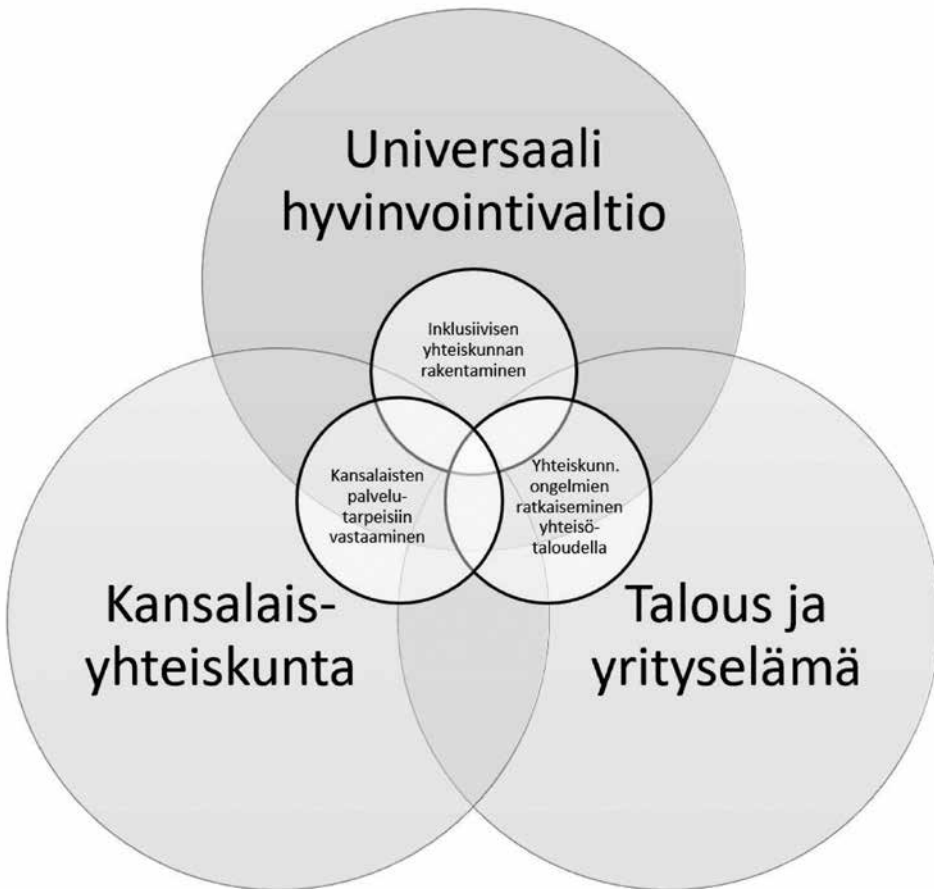 Universaali
hyvinvointivaltio
Inklusiivisen
yhteiskunnan
rakentaminen
Kansalaisten
palvelu-
tarpeisiin
vastaaminen
Yhteiskunn.
ongelmien
ratkaiseminen
yhteisö-
taloudella
Kansalais-
yhteiskunta
Talous ja
yrityselämä